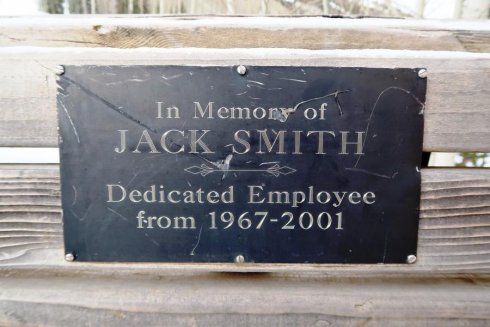 In Memory of
JACK SMITH
Dedicated Employee
from 1967-2001